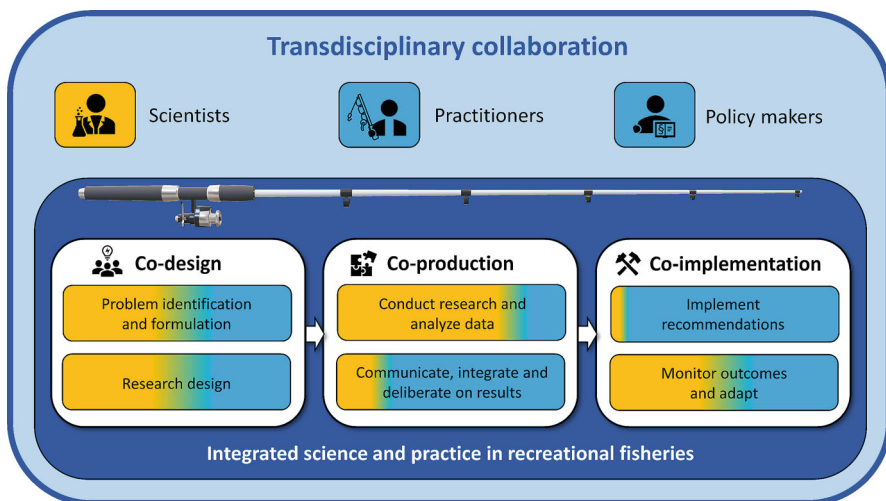 Transdisciplinary collaboration
Scientists
Practitioners
Policy makers
Co-design
Problem identification
and formulation
Research design
Co-production
Conduct research and
analyze data
Communicate, integrate and
deliberate on results
Co-implementation
Implement
recommendations
Monitor outcomes
and adapt
Integrated science and practice in recreational fisheries